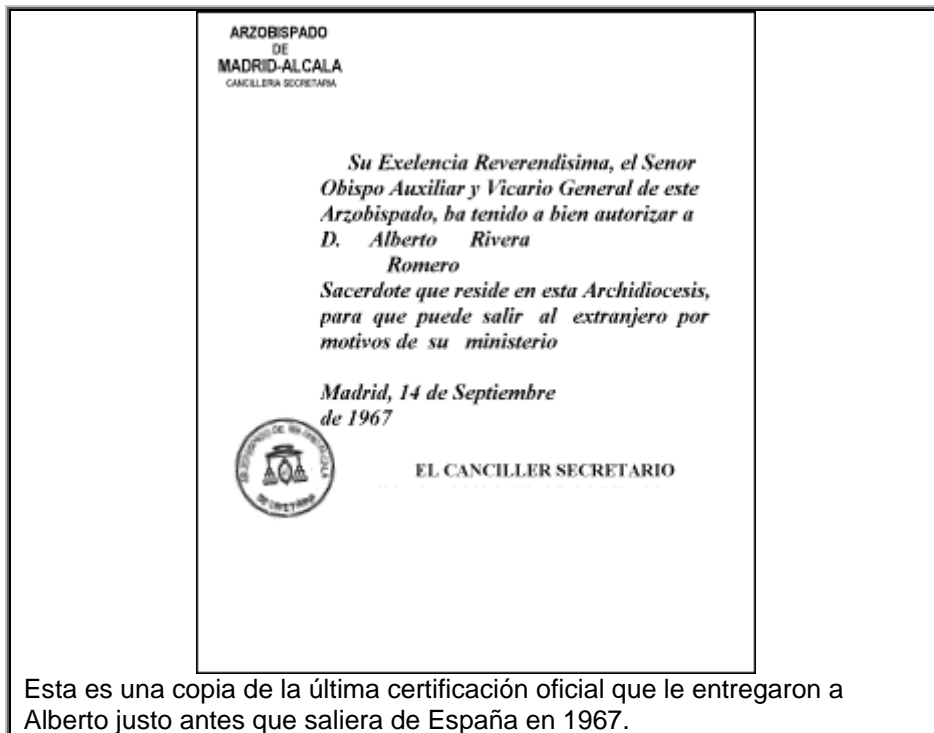 ARZOBISPADO
DE
MADRID-ALCALA
CANCILLERIA SECRETARIA
Su Exelencia Reverendisima, el Senor
Obispo Auxiliar y Vicario General de este
Arzobispado, ha tenido a bien autorizar a
D. Alberto Rivera
Romero
Sacerdote que reside en esta Archidiocesis,
para que puede salir al extranjero por
motivos de su ministerio
Madrid, 14 de Septiembre
de 1967
EL CANCILLER SECRETARIO
Esta es una copia de la última certificación oficial que le entregaron a
Alberto justo antes que saliera de España en 1967.